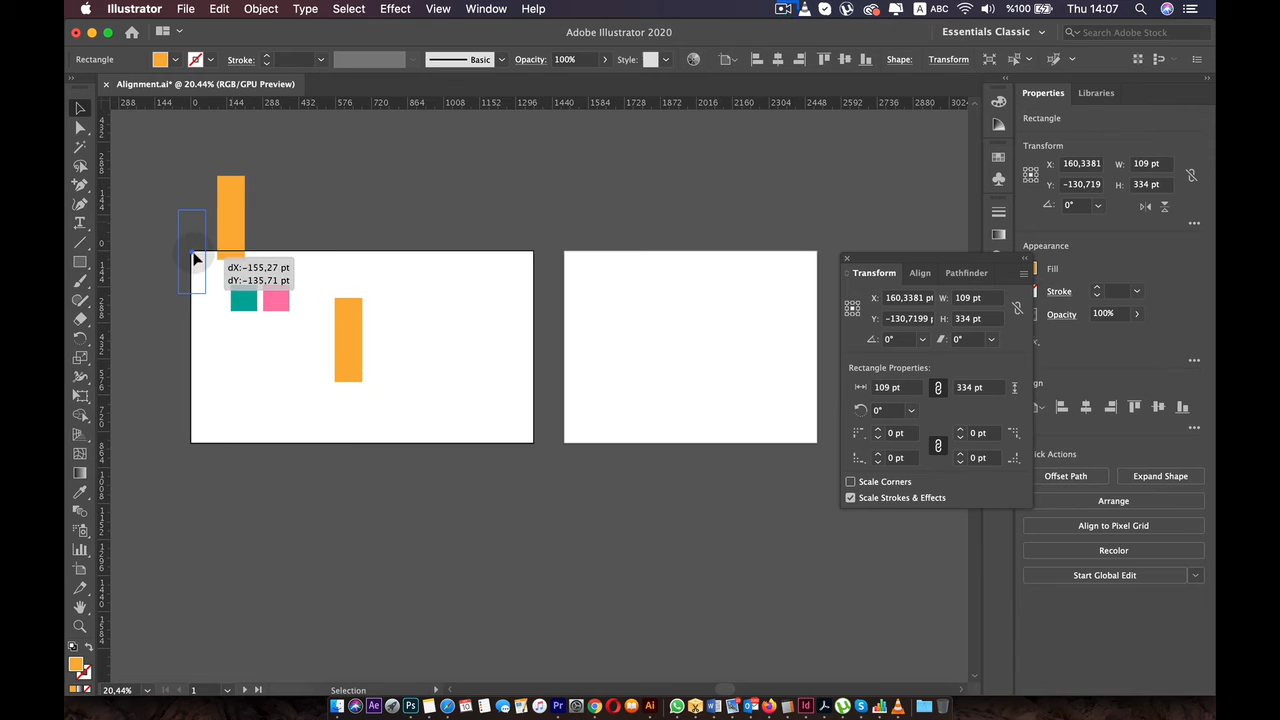 Illustrator File Edit Object Type Select Effect View Window Help ABC %100 Thu 14:07
Adobe Illustrator 2020 Essentials Classic Search Adobe Stock
Rectangle Stroke: Basic Opacity: 100% Style: Shape: Transform
× Alignment.ai* @ 20.44% (RGB/GPU Preview)
288 144 0 144 288 432 576 720 864 1008 1152 1296 1440 1584 1728 1872 2016 2160 2304 2448 2592 2736 2880 3024
Properties Libraries
Rectangle
Transform
X: 160,3381 W: 109 pt
Y: -130,719 H: 334 pt
0°
Appearance
Fill
Stroke
Opacity 100%
dX:-155,27 pt
dY:-135,71 pt
Transform Align Pathfinder
X: 160,3381 pt W: 109 pt
Y: -130,7199 p H: 334 pt
0° 0°
Rectangle Properties:
109 pt 334 pt
0°
0 pt 0 pt
0 pt 0 pt
Scale Corners
Scale Strokes & Effects
Offset Path Expand Shape
Arrange
Align to Pixel Grid
Recolor
Start Global Edit
20,44% 1 Selection